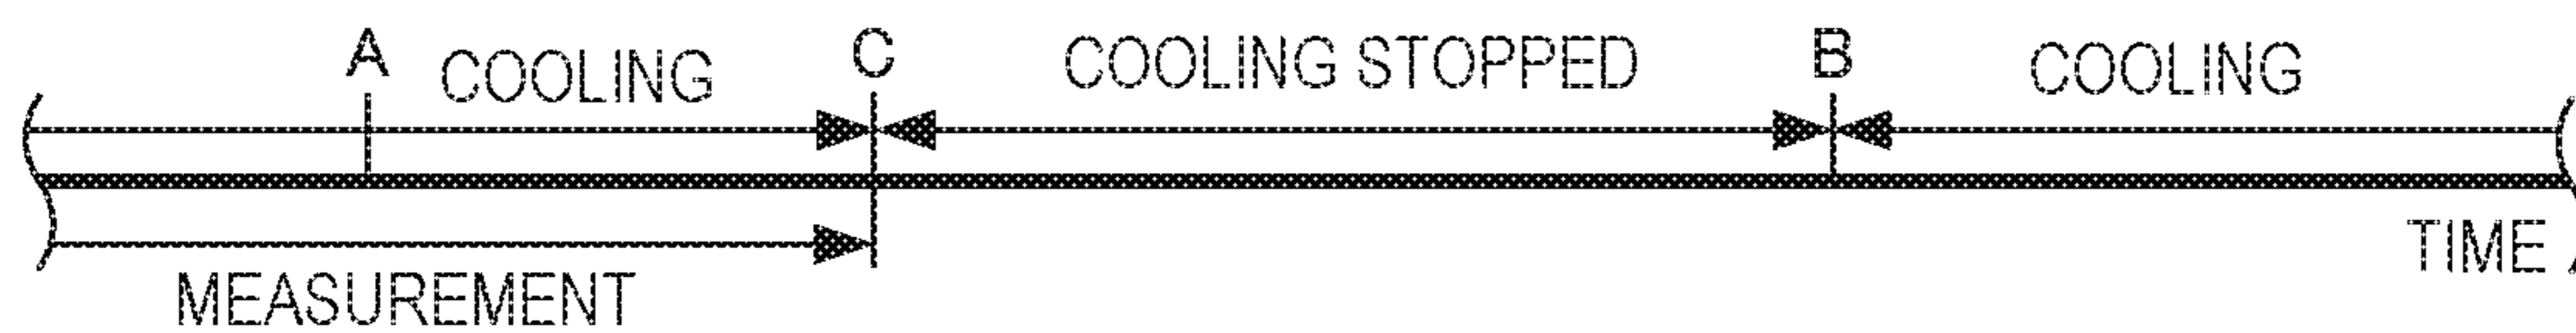 A COOLING C COOLING STOPPED B COOLING
TIME
MEASUREMENT